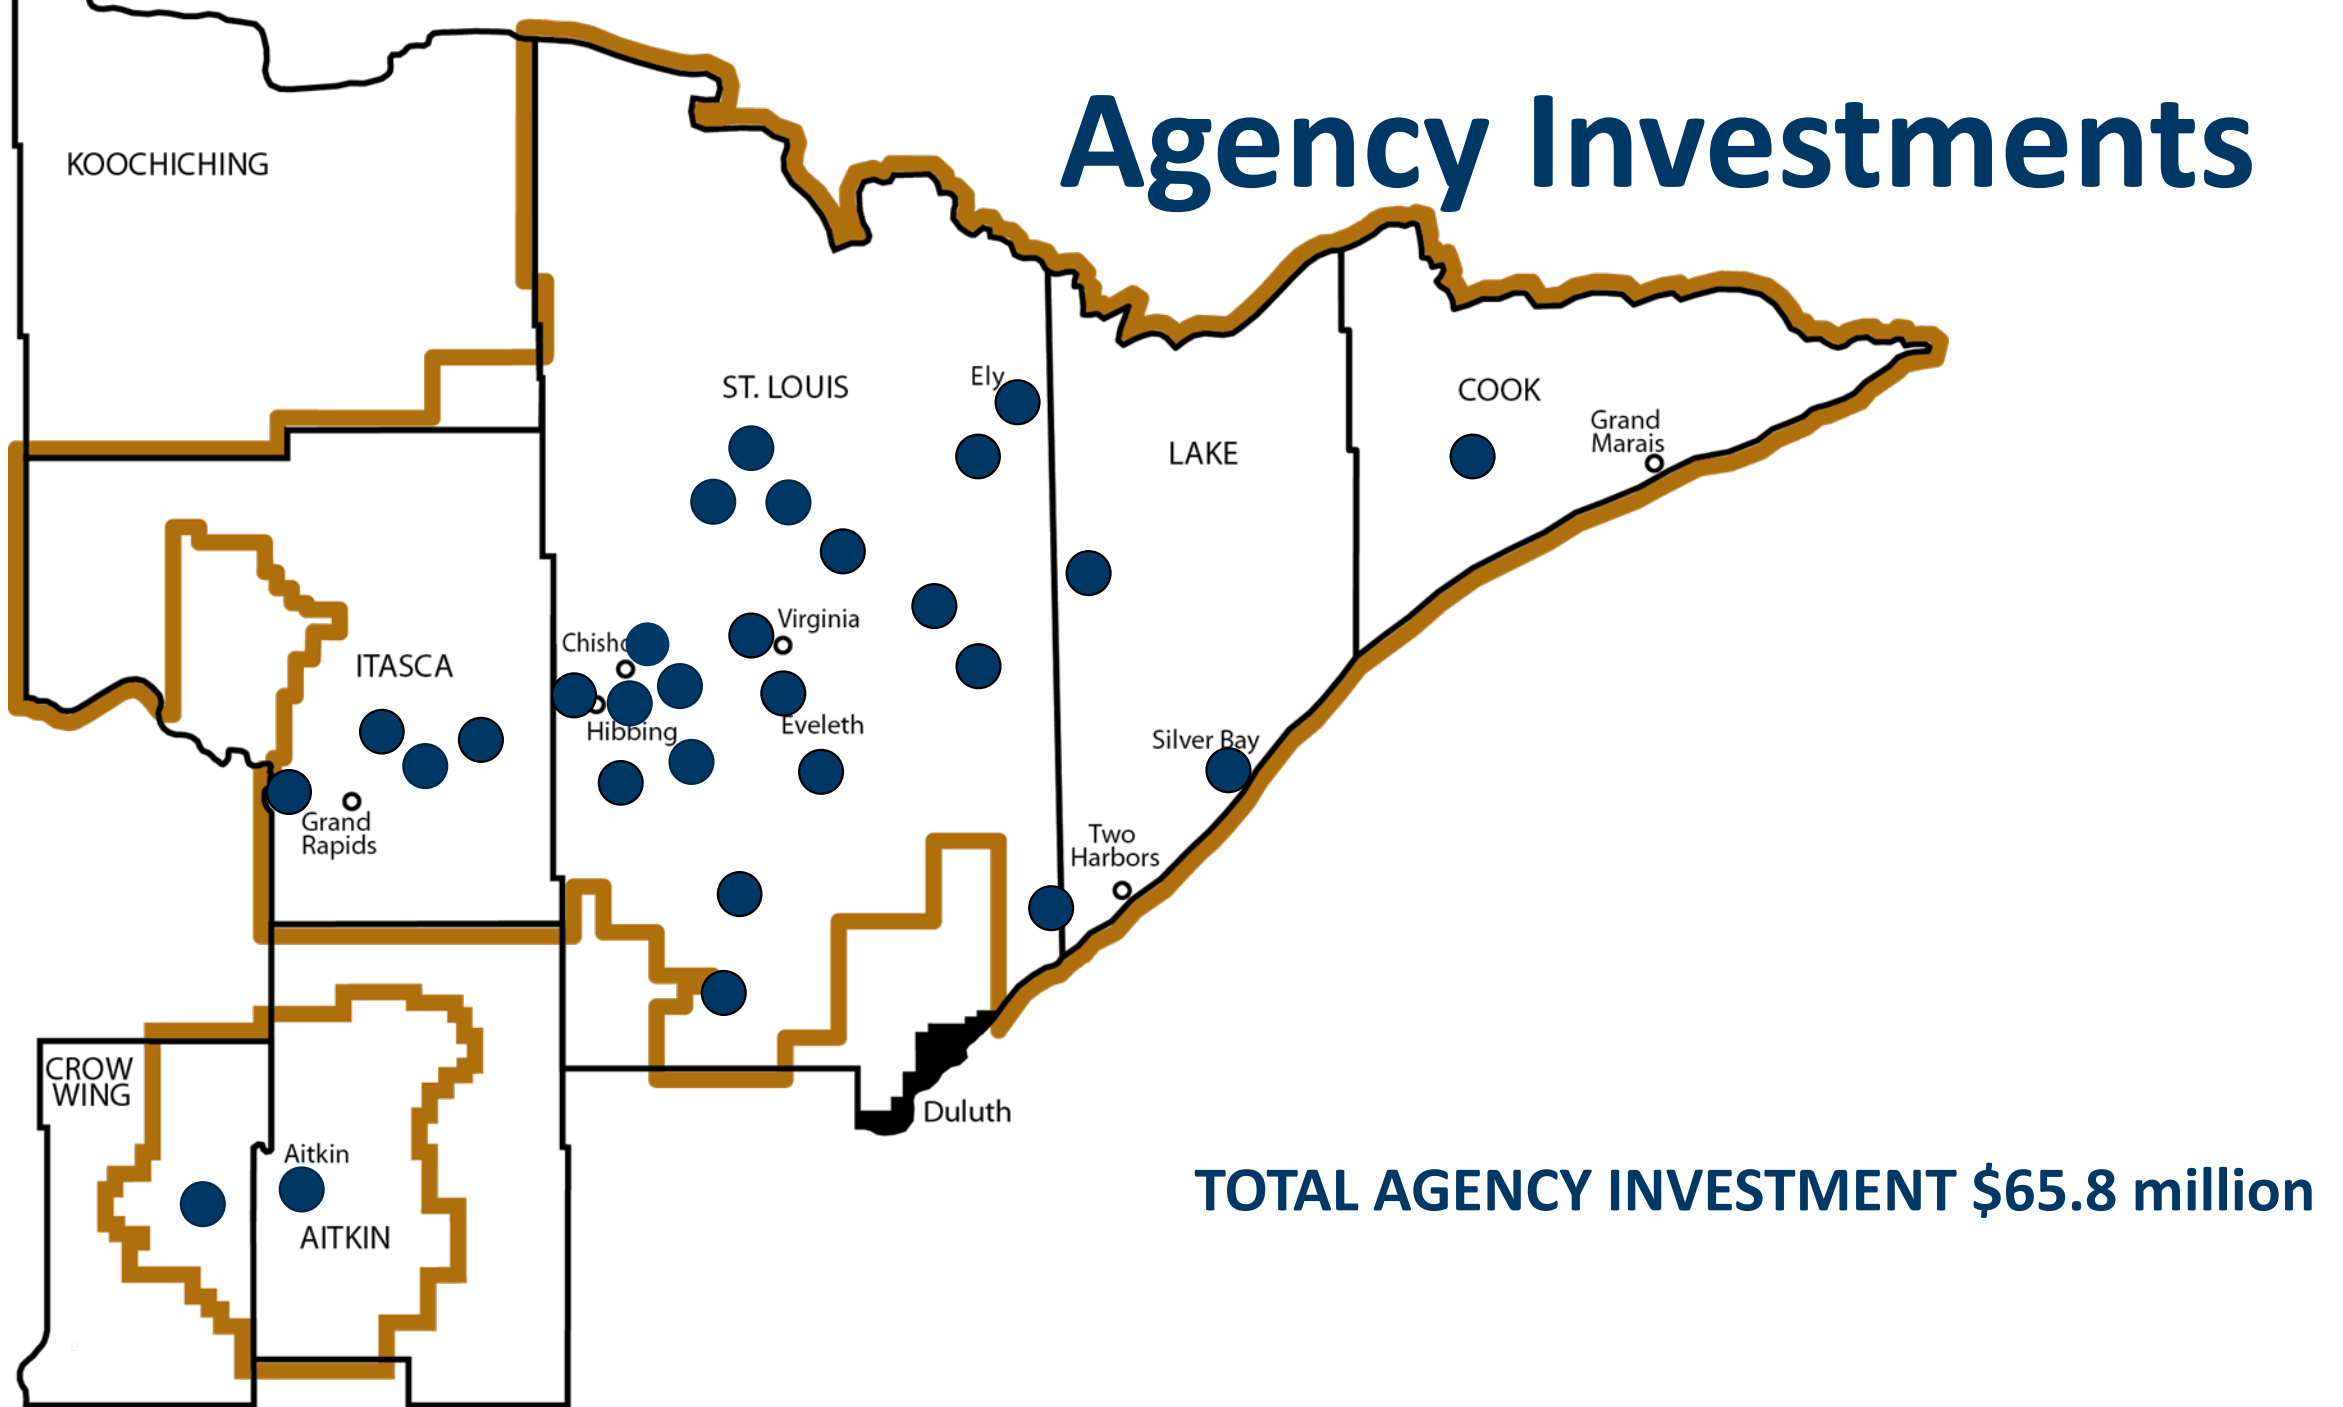 Agency Investments
KOOCHICHING
ST. LOUIS
Ely
COOK
Grand
Marais
LAKE
Virginia
Chisho
ITASCA
Hibbing
Eveleth
Silver Bay
Grand
Rapids
Two
Harbors
CROW
WING
Duluth
Aitkin
AITKIN
TOTAL AGENCY INVESTMENT $65.8 million